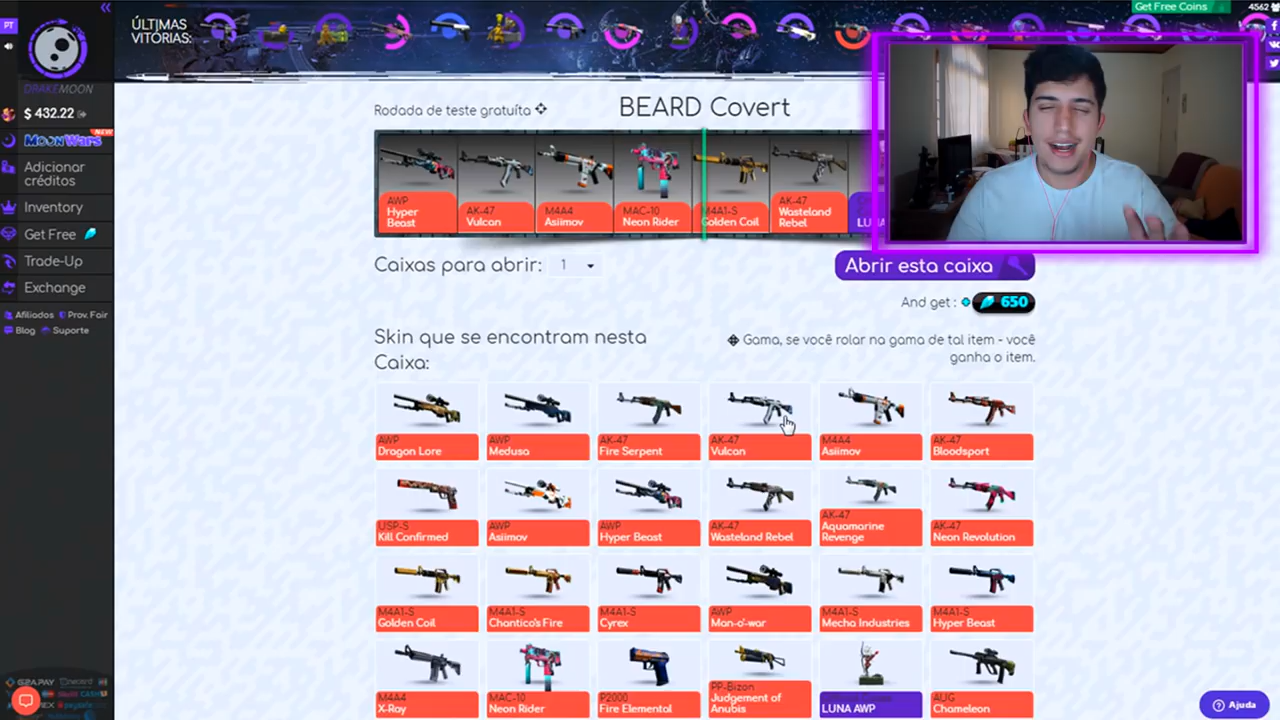 PT
DRAKEMOON
$ 432.22
MOONWARS
NEW
Adicionar
créditos
Inventory
Get Free
Trade-Up
Exchange
Afiliados
Prov. Fair
Blog
Suporte
ÚLTIMAS
VITÓRIAS:
Get Free Coins
4562
Rodada de teste gratuíta
BEARD Covert
AWP
Hyper
Beast
AK-47
Vulcan
M4A4
Asiimov
MAC-10
Neon Rider
M4A1-S
Golden Coil
AK-47
Wasteland
Rebel
LUNA
Caixas para abrir: 1
Abrir esta caixa
And get : 650
Skin que se encontram nesta
Caixa:
Gama, se você rolar na gama de tal item - você
ganha o item.
AWP
Dragon Lore
AWP
Medusa
AK-47
Fire Serpent
AK-47
Vulcan
M4A4
Asiimov
AK-47
Bloodsport
USP-S
Kill Confirmed
AWP
Asiimov
AWP
Hyper Beast
AK-47
Wasteland Rebel
AK-47
Aquamarine
Revenge
AK-47
Neon Revolution
M4A1-S
Golden Coil
M4A1-S
Chantico's Fire
M4A1-S
Cyrex
AWP
Man-o'-war
M4A1-S
Mecha Industries
M4A1-S
Hyper Beast
M4A4
X-Ray
MAC-10
Neon Rider
P2000
Fire Elemental
PP-Bizon
Judgement of
Anubis
LUNA AWP
AUG
Chameleon
G2APAY
Ajuda